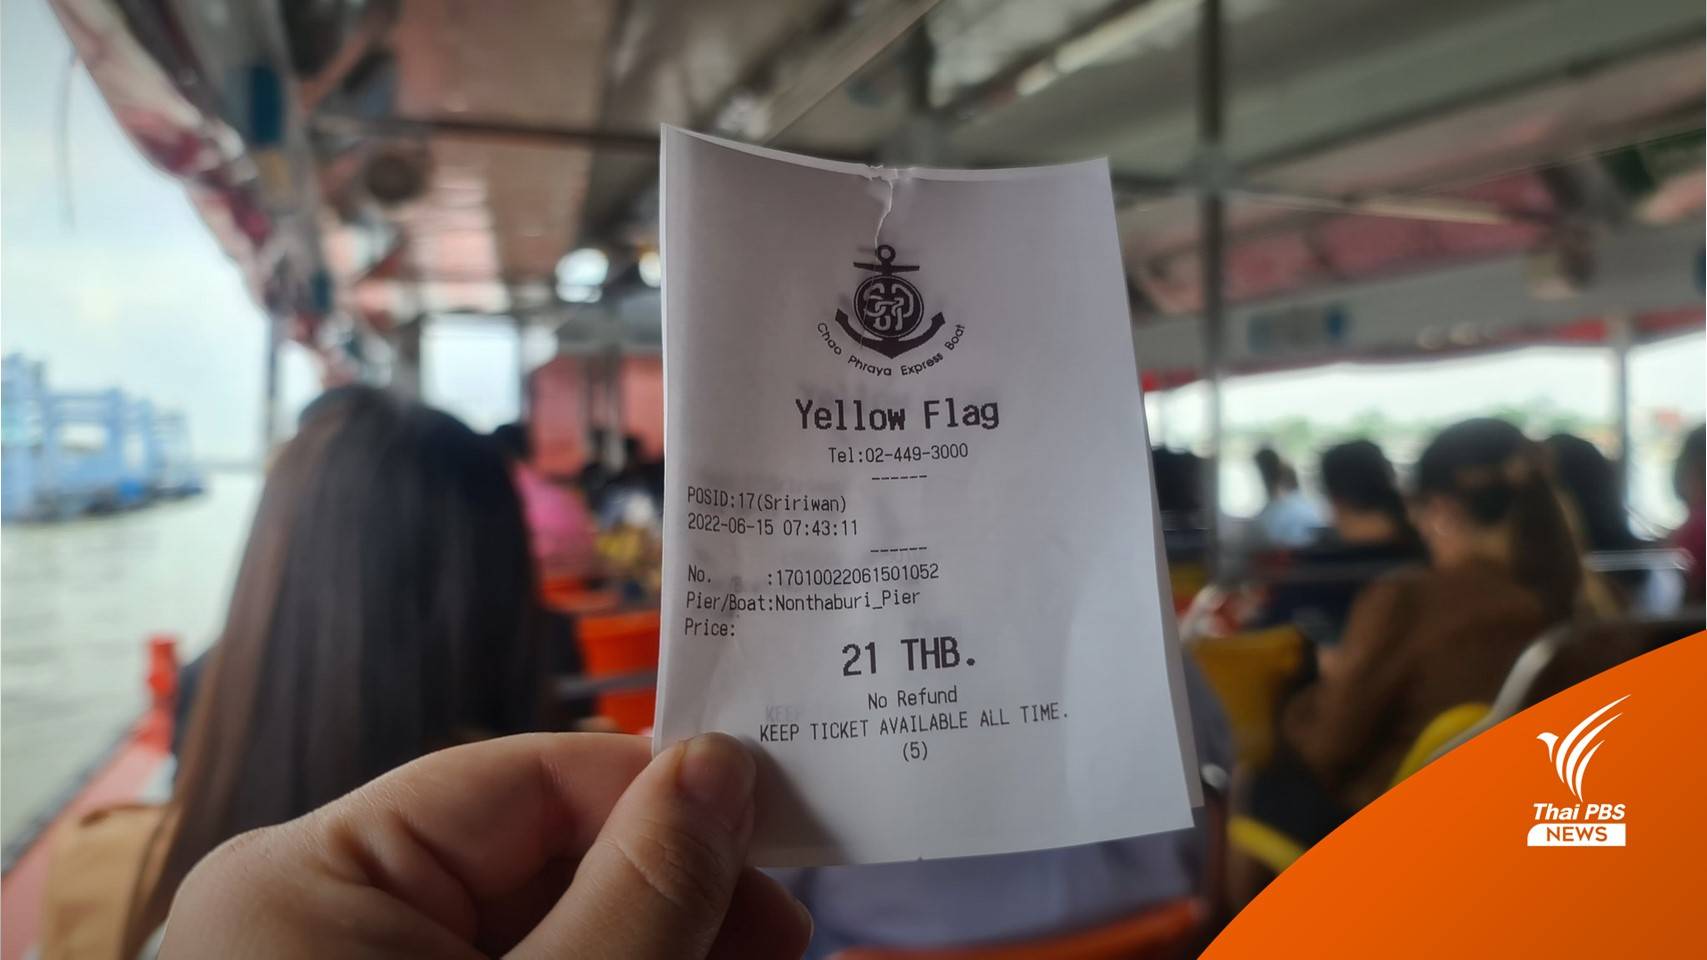 Chao Phraya Express Boat
Yellow Flag
Tel:02-449-3000
------
POSID:17(Sririwan)
2022-06-15 07:43:11
------
No. :17010022061501052
Pier/Boat:Nonthaburi_Pier
Price:
21 THB.
No Refund
KEEP TICKET AVAILABLE ALL TIME.
(5)
Thai PBS
NEWS